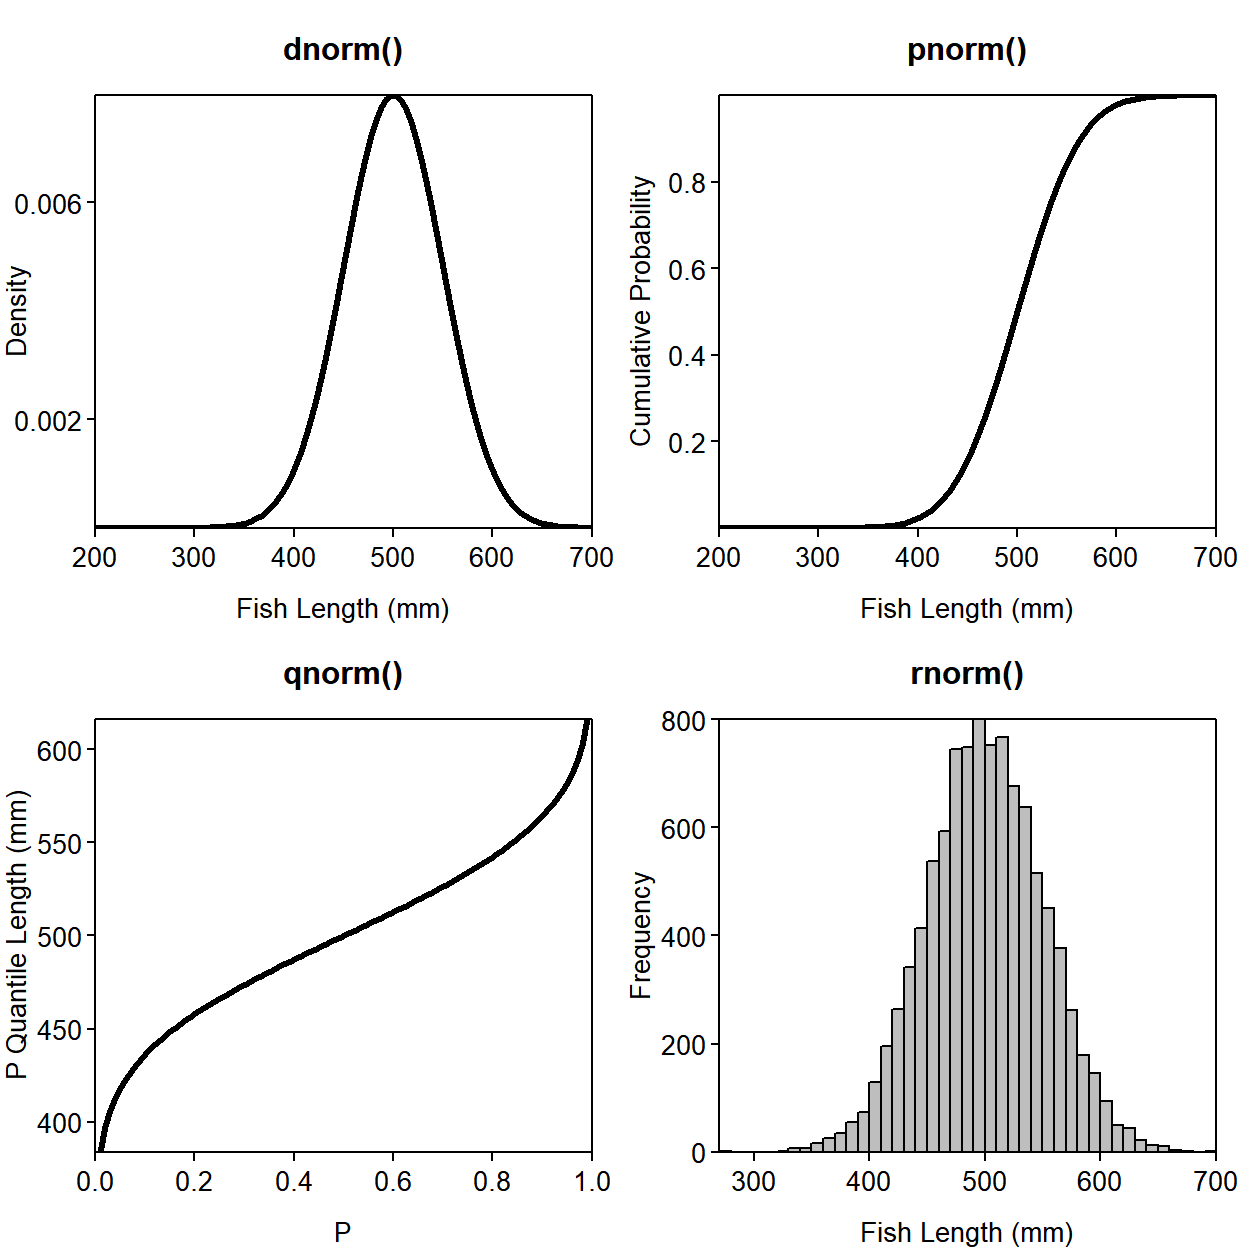 dnorm()
Density
0.006
0.002
200 300 400 500 600 700
Fish Length (mm)
pnorm()
Cumulative Probability
0.8
0.6
0.4
0.2
200 300 400 500 600 700
Fish Length (mm)
qnorm()
P Quantile Length (mm)
600
550
500
450
400
0.0 0.2 0.4 0.6 0.8 1.0
P
rnorm()
Frequency
800
600
400
200
0
300 400 500 600 700
Fish Length (mm)